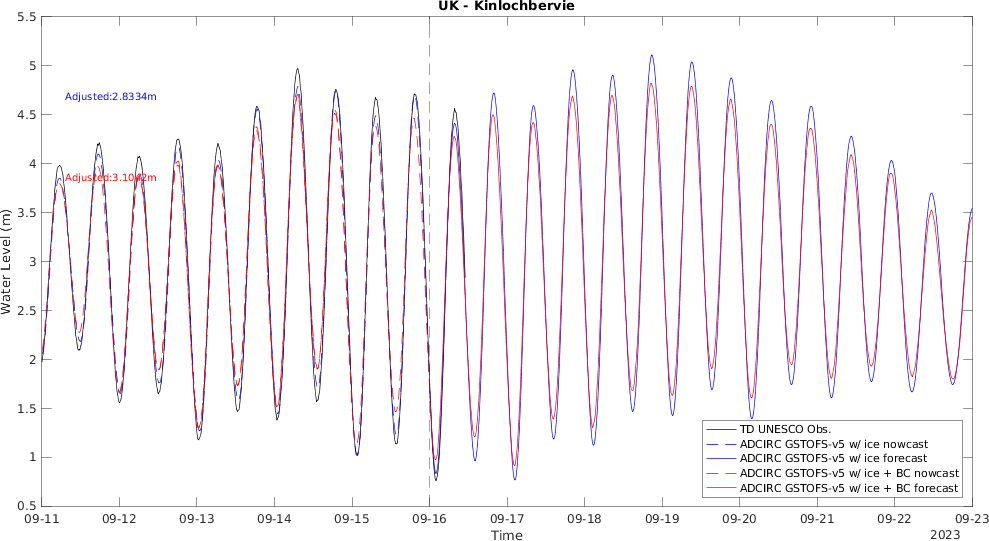 UK - Kinlochbervie
5.5
5
4.5
4
3.5
3
2.5
2
1.5
1
0.5
Water Level (m)
Adjusted:2.8334m
Adjusted:3.1042m
TD UNESCO Obs.
ADCIRC GSTOFS-v5 w/ ice nowcast
ADCIRC GSTOFS-v5 w/ ice forecast
ADCIRC GSTOFS-v5 w/ ice + BC nowcast
ADCIRC GSTOFS-v5 w/ ice + BC forecast
09-11 09-12 09-13 09-14 09-15 09-16 09-17 09-18 09-19 09-20 09-21 09-22 09-23
Time
2023